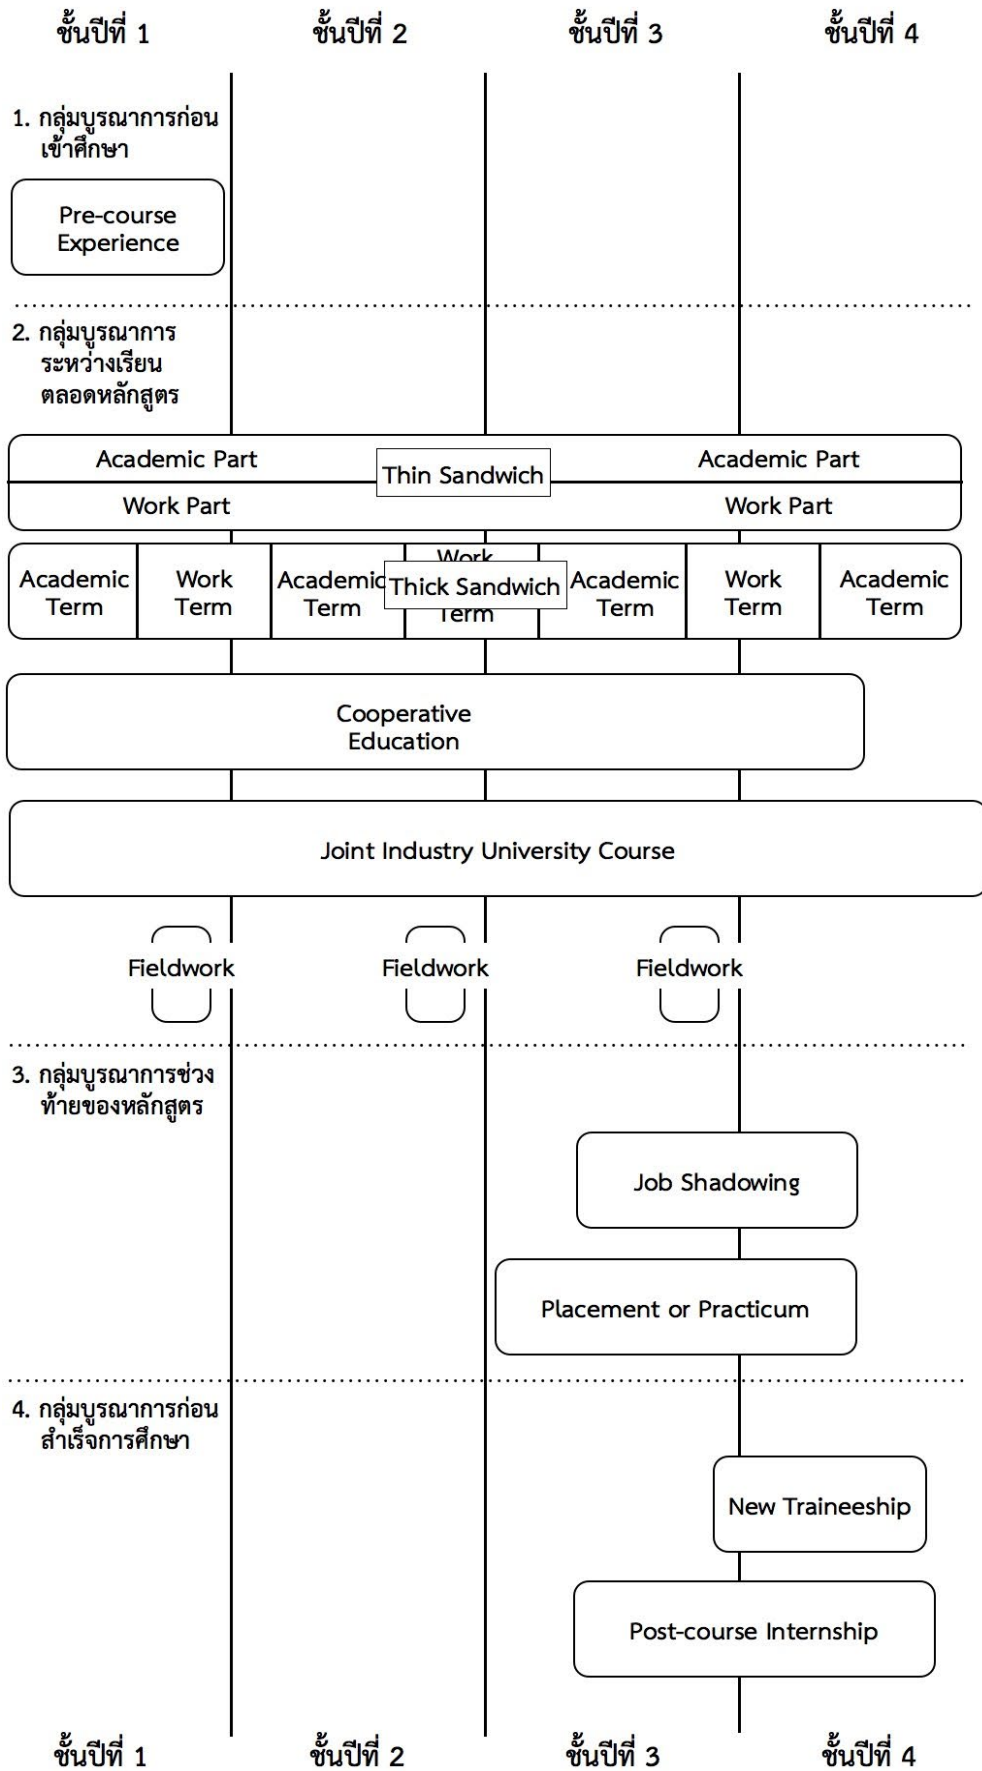 ชั้นปีที่ 1 ชั้นปีที่ 2 ชั้นปีที่ 3 ชั้นปีที่ 4
1. กลุ่มบูรณาการก่อน
เข้าศึกษา
Pre-course
Experience
2. กลุ่มบูรณาการ
ระหว่างเรียน
ตลอดหลักสูตร
Academic Part Thin Sandwich Academic Part
Work Part Work Part
Academic Work Academic Work Academic Work Academic
Thick Sandwich
Term Term Term Term Term Term Term
Cooperative
Education
Joint Industry University Course
Fieldwork Fieldwork Fieldwork
3. กลุ่มบูรณาการช่วง
ท้ายของหลักสูตร
Job Shadowing
Placement or Practicum
4. กลุ่มบูรณาการก่อน
สำเร็จการศึกษา
New Traineeship
Post-course Internship
ชั้นปีที่ 1 ชั้นปีที่ 2 ชั้นปีที่ 3 ชั้นปีที่ 4